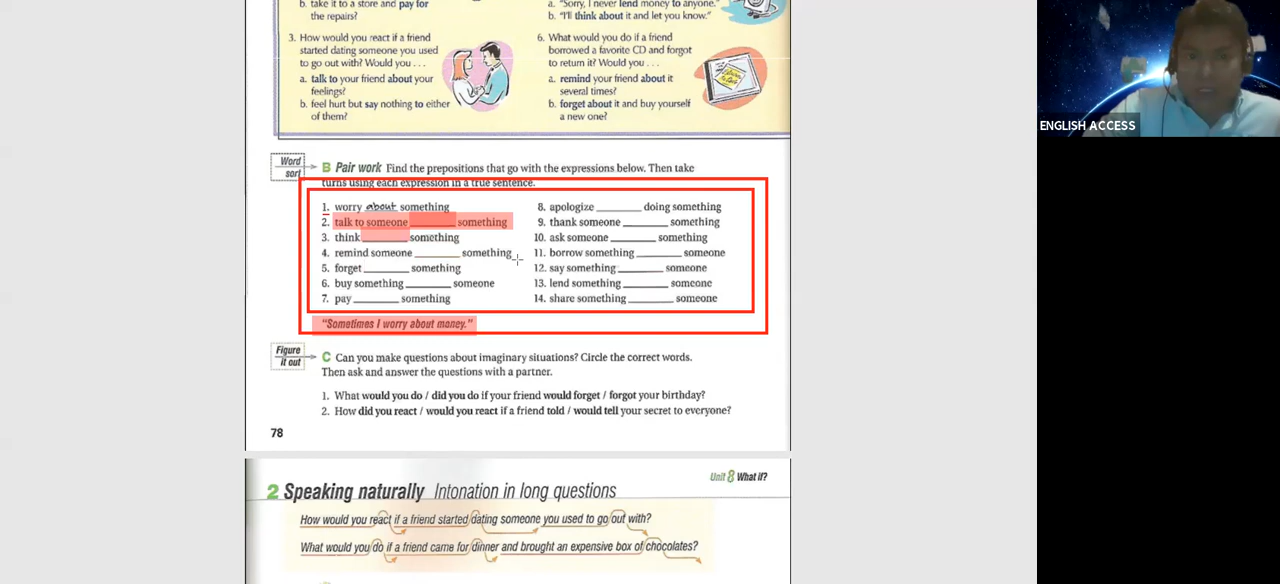 b. take it to a store and pay for
the repairs?
3. How would you react if a friend
started dating someone you used
to go out with? Would you . . .
a. talk to your friend about your
feelings?
b. feel hurt but say nothing to either
of them?
a. "Sorry, I never lend money to anyone."
b. "I'll think about it and let you know."
6. What would you do if a friend
borrowed a favorite CD and forgot
to return it? Would you . . .
a. remind your friend about it
several times?
b. forget about it and buy yourself
a new one?
ENGLISH ACCESS
Word
sort
B Pair work Find the prepositions that go with the expressions below. Then take
turns using each expression in a true sentence.
1. worry about something
2. talk to someone ________ something
3. think ________ something
4. remind someone ________ something
5. forget ________ something
6. buy something ________ someone
7. pay ________ something
8. apologize ________ doing something
9. thank someone ________ something
10. ask someone ________ something
11. borrow something ________ someone
12. say something ________ someone
13. lend something ________ someone
14. share something ________ someone
"Sometimes I worry about money."
Figure
it out
C Can you make questions about imaginary situations? Circle the correct words.
Then ask and answer the questions with a partner.
1. What would you do / did you do if your friend would forget / forgot your birthday?
2. How did you react / would you react if a friend told / would tell your secret to everyone?
78
Unit 8 What if?
2 Speaking naturally Intonation in long questions
How would you react if a friend started dating someone you used to go out with?
What would you do if a friend came for dinner and brought an expensive box of chocolates?